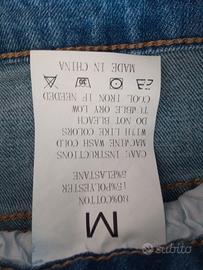 M
80%COTTON
15%POLYESTER
5%ELASTANE
CARE INSTRUCTIONS
MACHINE WASH COLD
WITH LIKE COLORS
DO NOT BLEACH
TUMBLE DRY LOW
COOL IRON IF NEEDED
MADE IN CHINA
subito